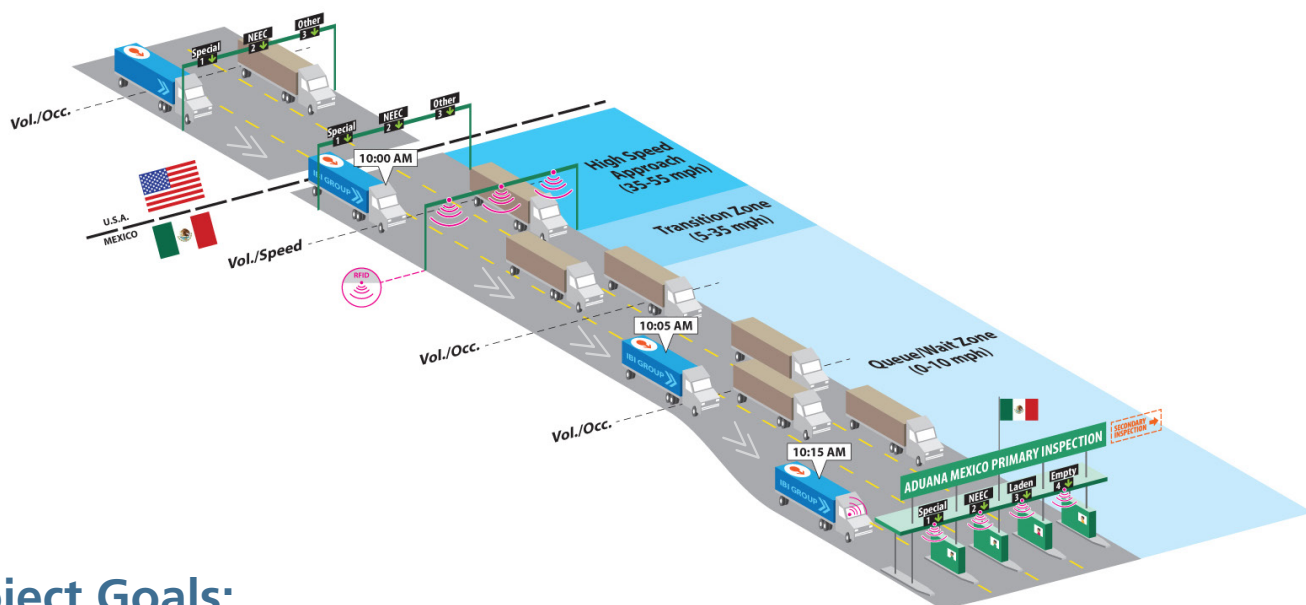 Special
1
NEEC
2
Other
3
Vol./Occ.
Special
1
NEEC
2
Other
3
10:00 AM
IBI GROUP
High Speed
Approach
(35-55 mph)
U.S.A.
MEXICO
Transition Zone
(5-35 mph)
Vol./Speed
RFID
10:05 AM
Vol./Occ.
IBI GROUP
Queue/Wait Zone
(0-10 mph)
Vol./Occ.
SECONDARY
INSPECTION
ADUANA MEXICO PRIMARY INSPECTION
10:15 AM
IBI GROUP
Special
1
NEEC
2
Laden
3
Empty
4
Goals: